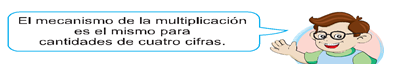 El mecanismo de la multiplicación
es el mismo para
cantidades de cuatro cifras.